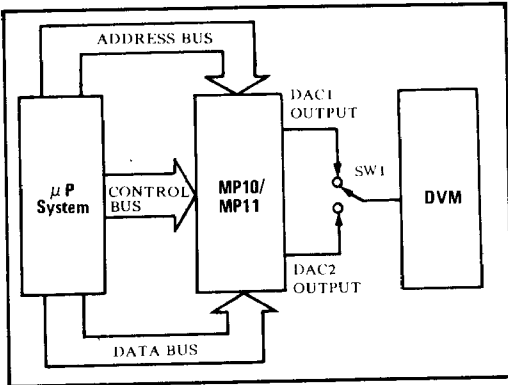 ADDRESS BUS
DAC1
OUTPUT
μP
System
CONTROL
BUS
MP10/
MP11
SW1
DVM
DAC2
OUTPUT
DATA BUS